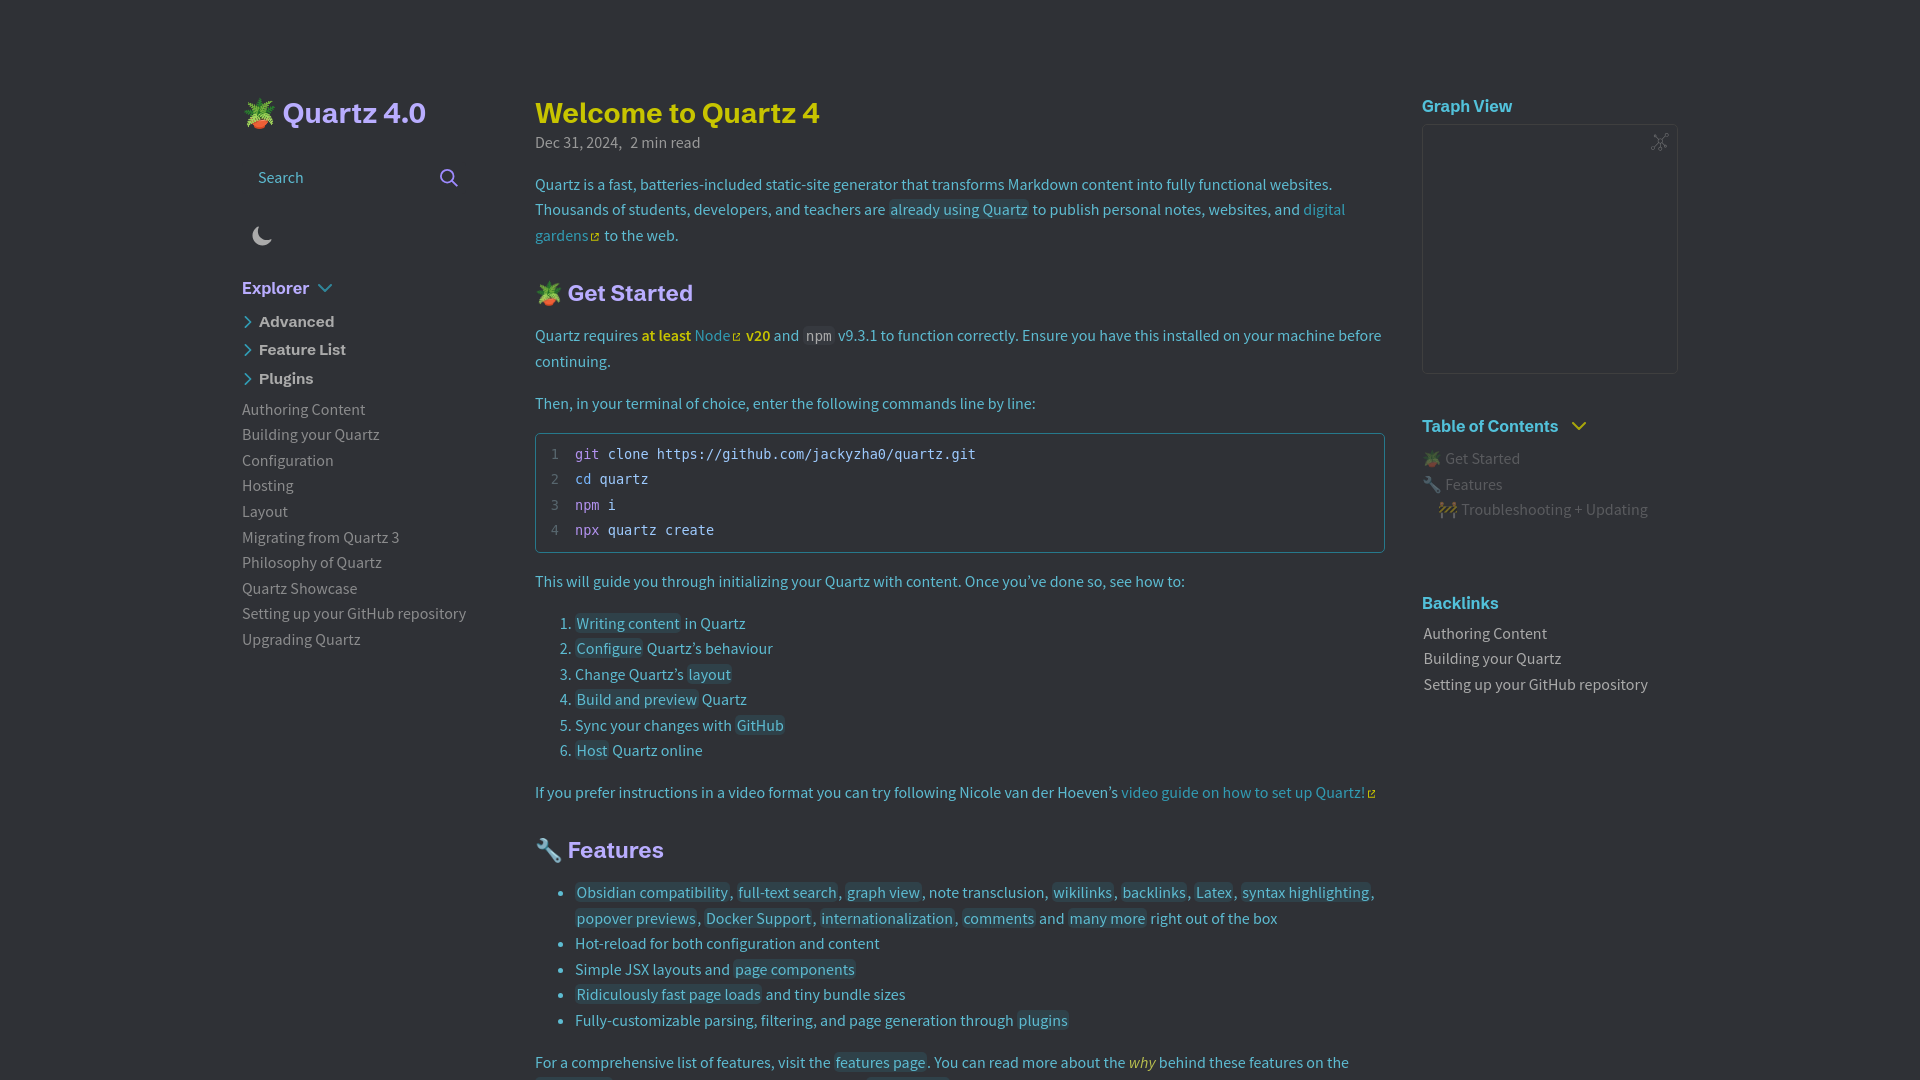 🪴 Quartz 4.0
Search
Explorer
Advanced
Feature List
Plugins
Authoring Content
Building your Quartz
Configuration
Hosting
Layout
Migrating from Quartz 3
Philosophy of Quartz
Quartz Showcase
Setting up your GitHub repository
Upgrading Quartz
Welcome to Quartz 4
Dec 31, 2024, 2 min read
Quartz is a fast, batteries-included static-site generator that transforms Markdown content into fully functional websites.
Thousands of students, developers, and teachers are already using Quartz to publish personal notes, websites, and digital
gardens to the web.
🪴 Get Started
Quartz requires at least Node v20 and npm v9.3.1 to function correctly. Ensure you have this installed on your machine before
continuing.
Then, in your terminal of choice, enter the following commands line by line:
1 git clone https://github.com/jackyzha0/quartz.git
2 cd quartz
3 npm i
4 npx quartz create
This will guide you through initializing your Quartz with content. Once you’ve done so, see how to:
1. Writing content in Quartz
2. Configure Quartz’s behaviour
3. Change Quartz’s layout
4. Build and preview Quartz
5. Sync your changes with GitHub
6. Host Quartz online
If you prefer instructions in a video format you can try following Nicole van der Hoeven’s video guide on how to set up Quartz!
🔧 Features
• Obsidian compatibility, full-text search, graph view, note transclusion, wikilinks, backlinks, Latex, syntax highlighting,
popover previews, Docker Support, internationalization, comments and many more right out of the box
• Hot-reload for both configuration and content
• Simple JSX layouts and page components
• Ridiculously fast page loads and tiny bundle sizes
• Fully-customizable parsing, filtering, and page generation through plugins
For a comprehensive list of features, visit the features page. You can read more about the why behind these features on the
Graph View
Table of Contents
🪴 Get Started
🔧 Features
🚧 Troubleshooting + Updating
Backlinks
Authoring Content
Building your Quartz
Setting up your GitHub repository